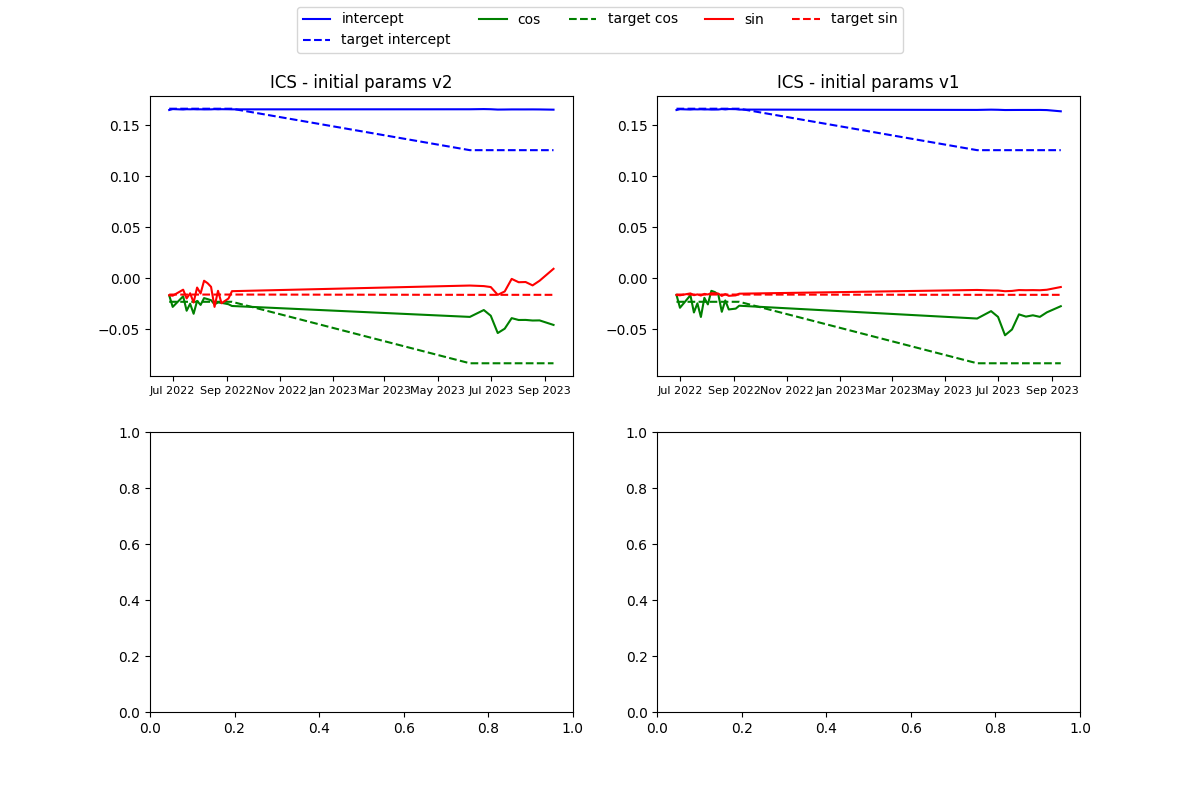 intercept cos target cos sin target sin
target intercept
ICS - initial params v2 ICS - initial params v1
0.15 0.15
0.10 0.10
0.05 0.05
0.00 0.00
−0.05 −0.05
Jul 2022 Sep 2022 Nov 2022 Jan 2023 Mar 2023 May 2023 Jul 2023 Sep 2023 Jul 2022 Sep 2022 Nov 2022 Jan 2023 Mar 2023 May 2023 Jul 2023 Sep 2023
1.0 1.0
0.8 0.8
0.6 0.6
0.4 0.4
0.2 0.2
0.0 0.0
0.0 0.2 0.4 0.6 0.8 1.0 0.0 0.2 0.4 0.6 0.8 1.0